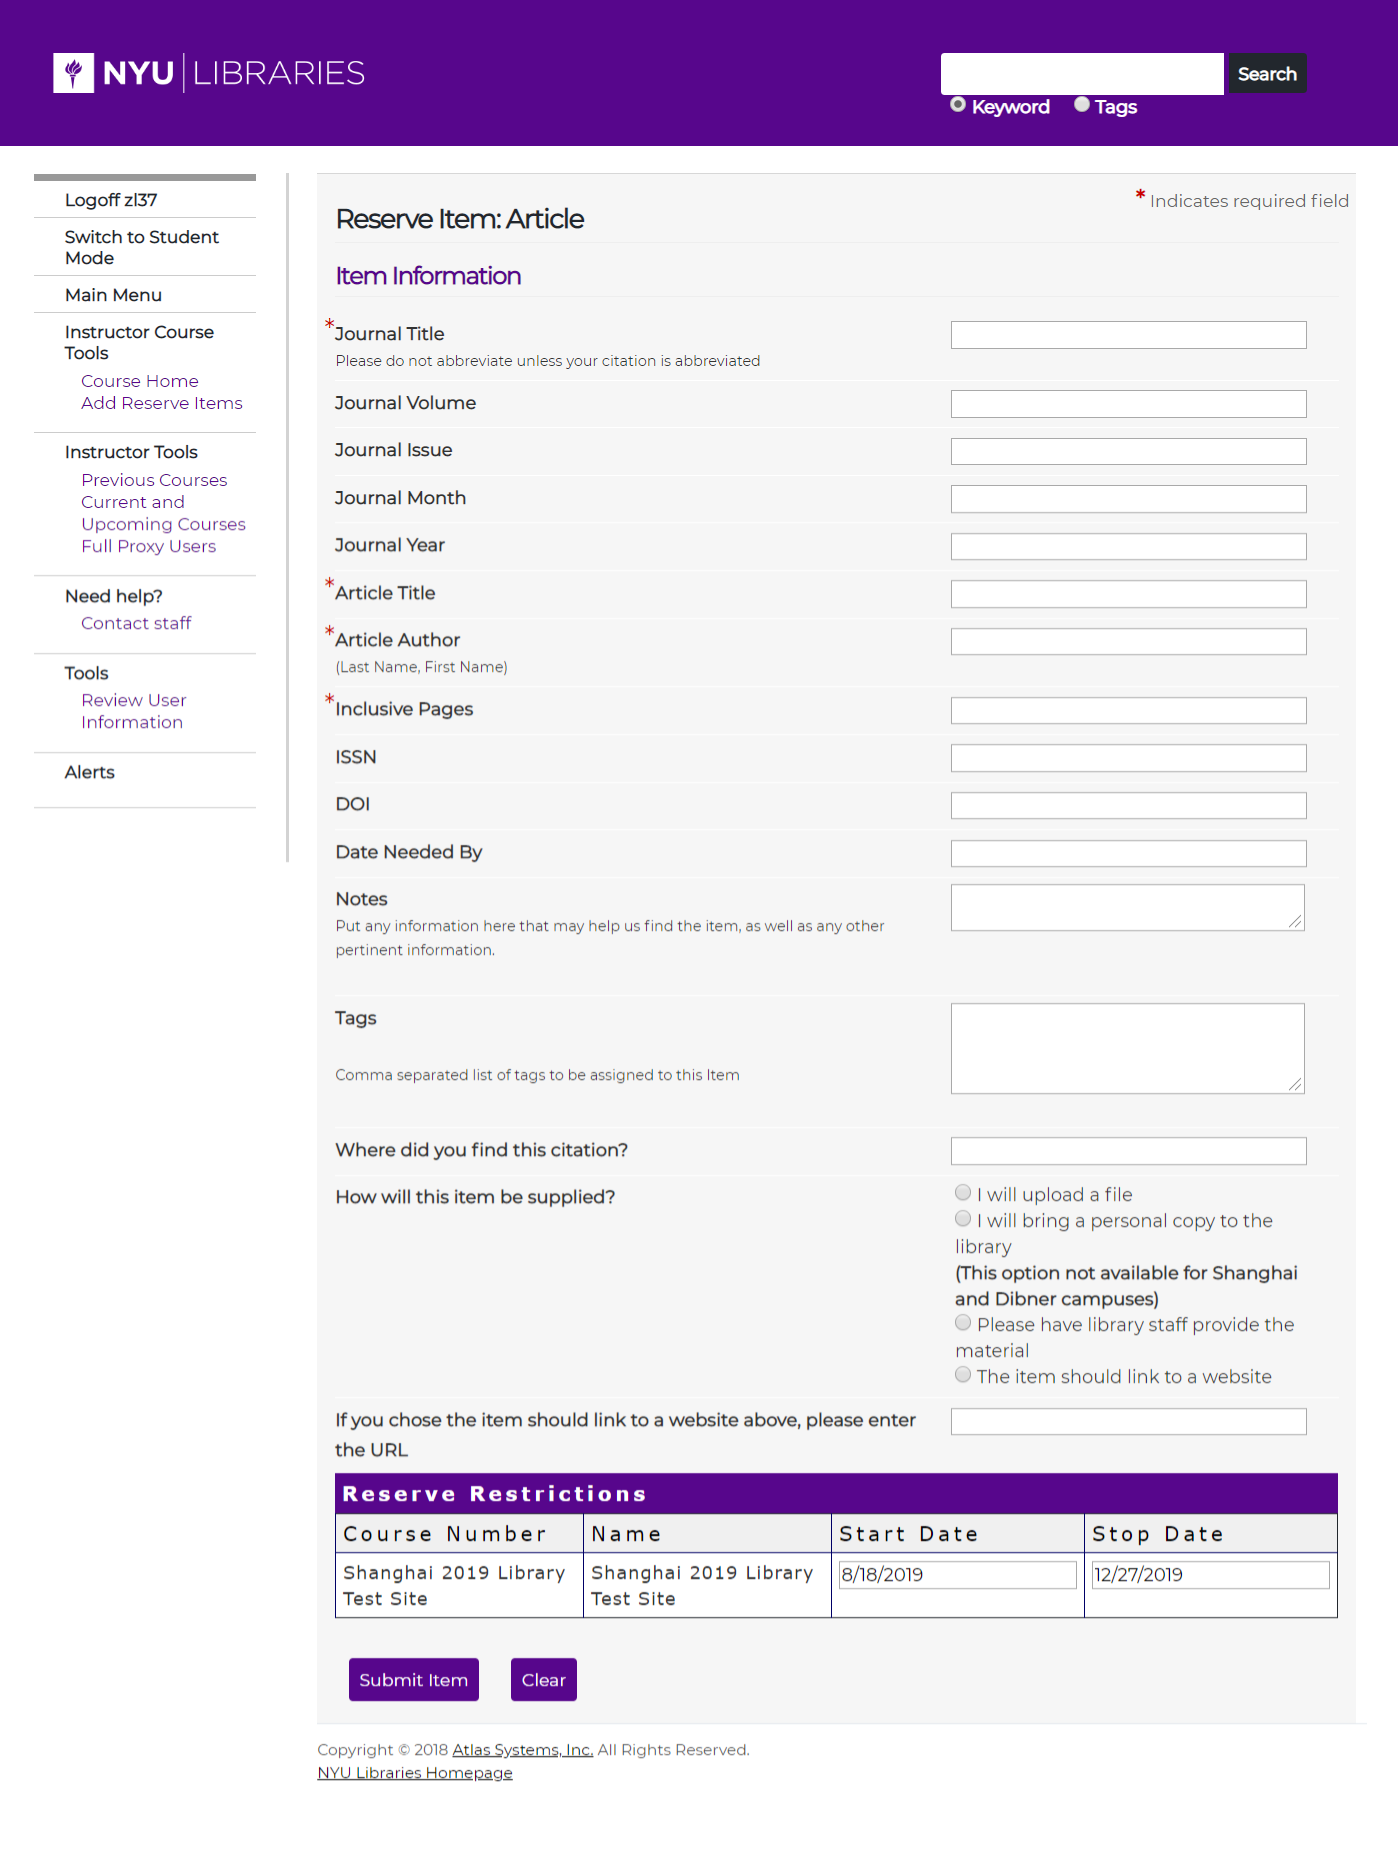 NYU LIBRARIES
Search
Keyword Tags
Logoff zl37
Switch to Student
Mode
Main Menu
Instructor Course
Tools
Course Home
Add Reserve Items
Instructor Tools
Previous Courses
Current and
Upcoming Courses
Full Proxy Users
Need help?
Contact staff
Tools
Review User
Information
Alerts
* Indicates required field
Reserve Item: Article
Item Information
*Journal Title
Please do not abbreviate unless your citation is abbreviated
Journal Volume
Journal Issue
Journal Month
Journal Year
*Article Title
*Article Author
(Last Name, First Name)
*Inclusive Pages
ISSN
DOI
Date Needed By
Notes
Put any information here that may help us find the item, as well as any other
pertinent information.
Tags
Comma separated list of tags to be assigned to this Item
Where did you find this citation?
How will this item be supplied?
I will upload a file
I will bring a personal copy to the
library
(This option not available for Shanghai
and Dibner campuses)
Please have library staff provide the
material
The item should link to a website
If you chose the item should link to a website above, please enter
the URL
Reserve Restrictions
Course Number Name Start Date Stop Date
Shanghai 2019 Library Shanghai 2019 Library 8/18/2019 12/27/2019
Test Site Test Site
Submit Item Clear
Copyright © 2018 Atlas Systems, Inc. All Rights Reserved.
NYU Libraries Homepage